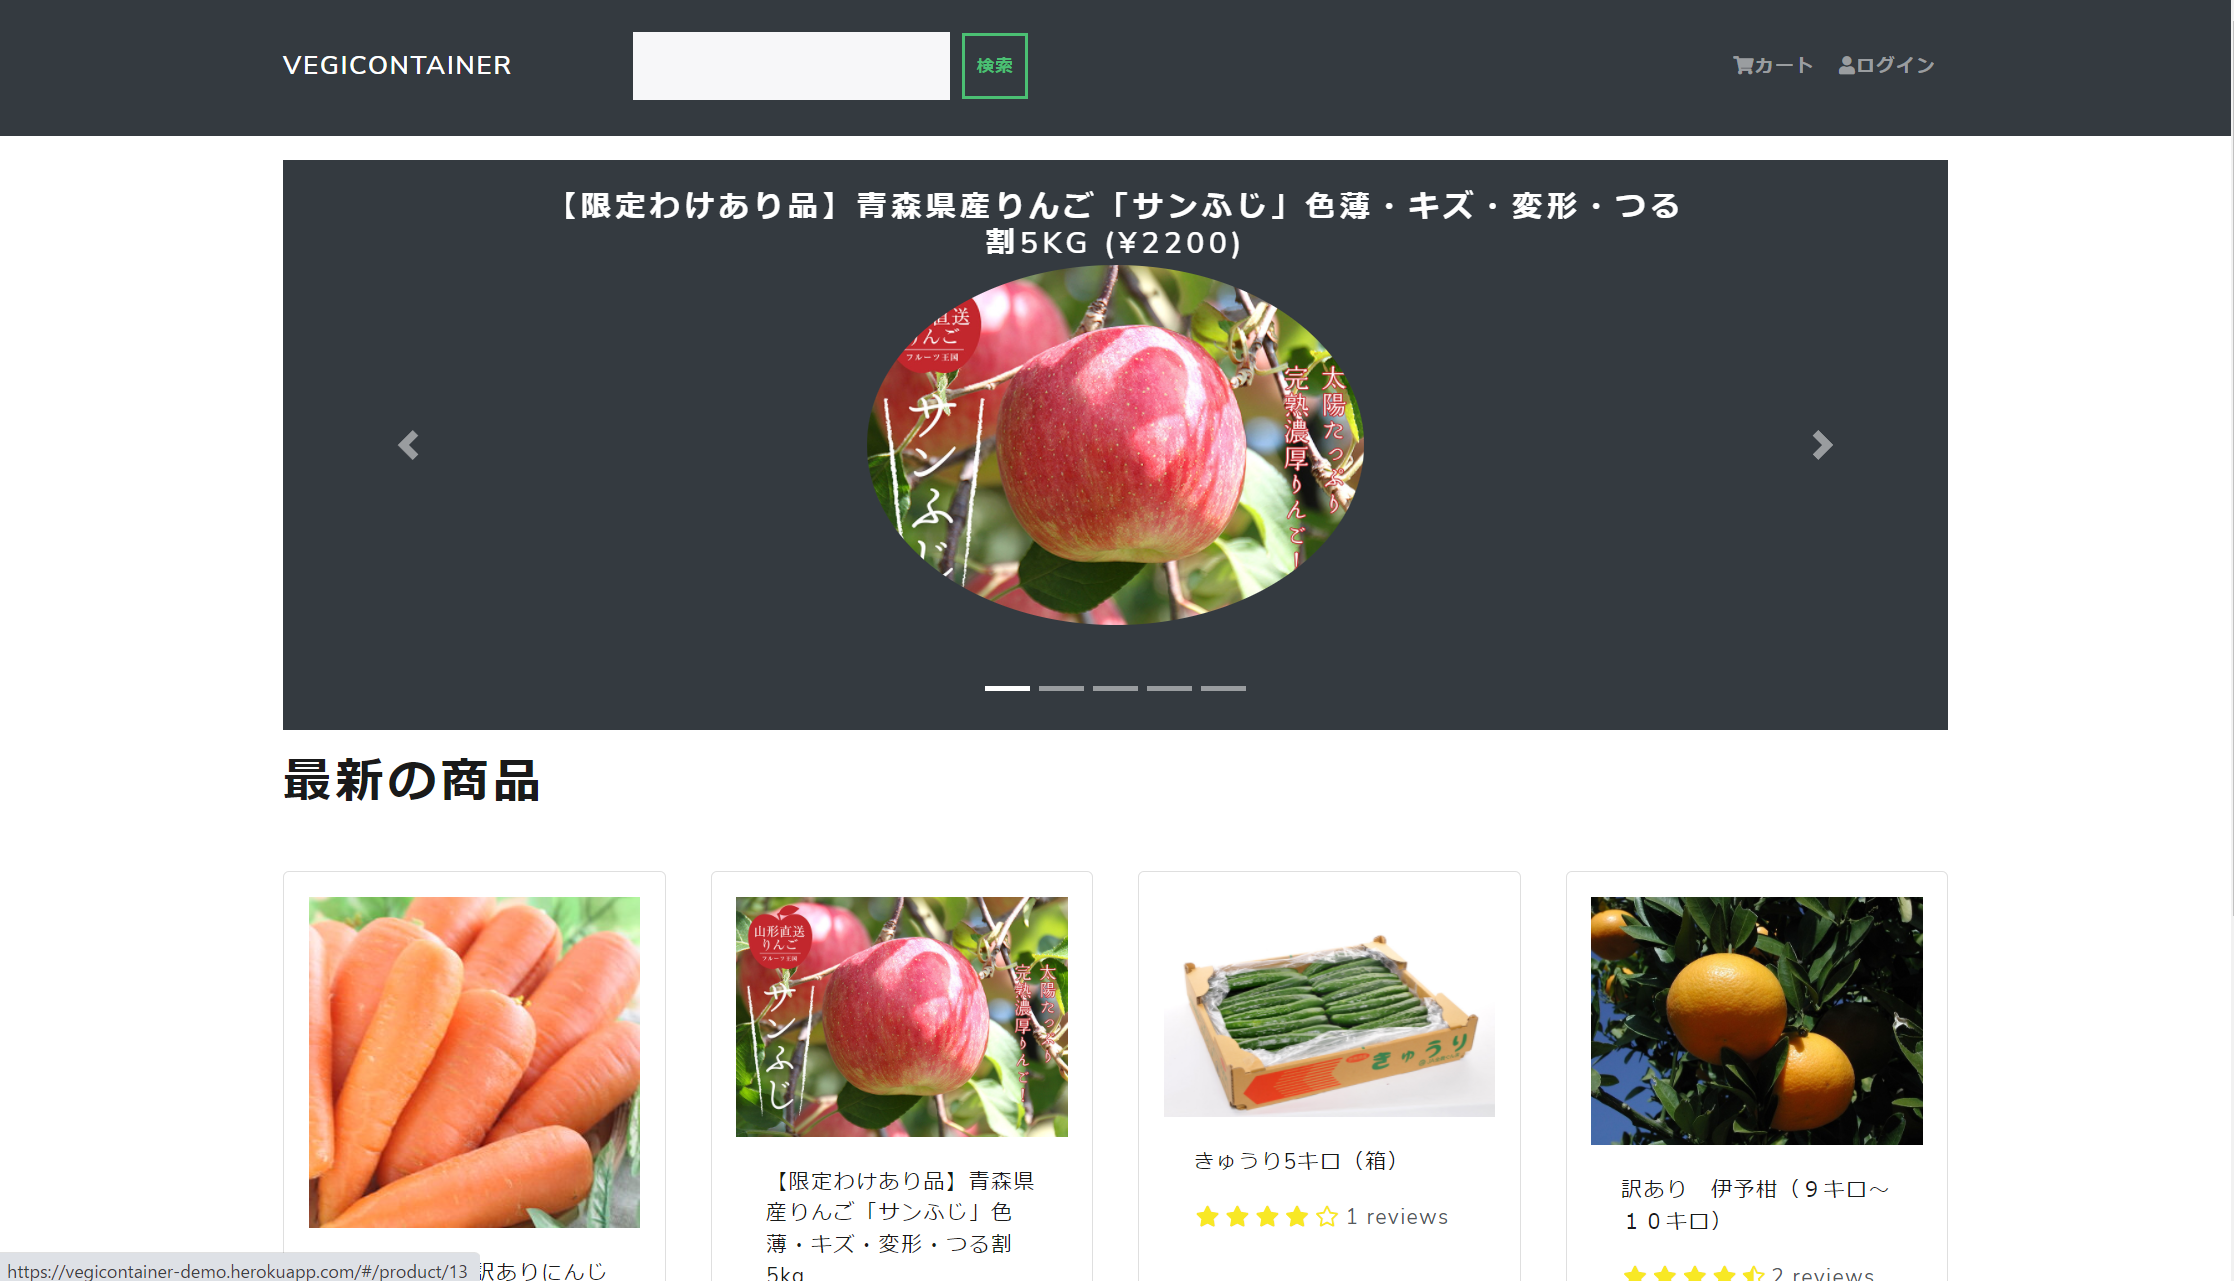 VEGICONTAINER
検索
カート
ログイン
【限定わけあり品】青森県産りんご「サンふじ」色薄・キズ・変形・つる
割5KG (¥2200)
直送
りんご
フルーツ王国
サンふじ
太陽たっぷり
完熟濃厚りんご!
最新の商品
山形直送
りんご
フルーツ王国
サンふじ
太陽たっぷり
完熟濃厚りんご!
きゅうり
訳ありにんじ
【限定わけあり品】青森県
産りんご「サンふじ」色
薄・キズ・変形・つる割
5kg
きゅうり5キロ（箱）
1 reviews
訳あり　伊予柑（９キロ～
１０キロ）
2 reviews
https://vegicontainer-demo.herokuapp.com/#/product/13